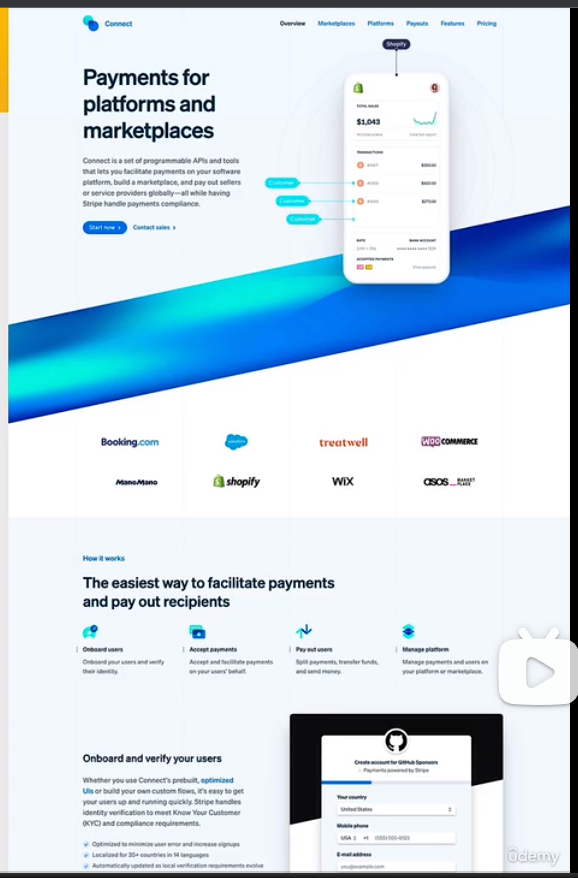 Connect
Overview Marketplaces Platforms Payouts Features Pricing
Shopify
Payments for
platforms and
marketplaces
Connect is a set of programmable APIs and tools
that lets you facilitate payments on your software
platform, build a marketplace, and pay out sellers
or service providers globally—all while having
Stripe handle payments compliance.
Start now
Contact sales
TOTAL SALES
$1,043
TRANSACTIONS
Customer
Customer
Customer
RATE BANK ACCOUNT
ACCEPTED PAYMENTS
View payouts
Booking.com
salesforce
treatwell
WOO COMMERCE
ManoMano
shopify
WiX
asos MARKET
PLACE
How it works
The easiest way to facilitate payments
and pay out recipients
Onboard users
Onboard your users and verify
their identity.
Accept payments
Accept and facilitate payments
on your users' behalf.
Pay out users
Split payments, transfer funds,
and send money.
Manage platform
Manage payments and users on
your platform or marketplace.
Onboard and verify your users
Whether you use Connect's prebuilt, optimized
UIs or build your own custom flows, it's easy to
get your users up and running quickly. Stripe handles
identity verification to meet Know Your Customer
(KYC) and compliance requirements.
Optimized to minimize user error and increase signups
Localized for 35+ countries in 14 languages
Automatically updated as local verification requirements evolve
Create account for GitHub Sponsors
Payments powered by Stripe
Your country
United States
Mobile phone
USA +1 (555) 555-0123
E-mail address
you@example.com
ûdemy